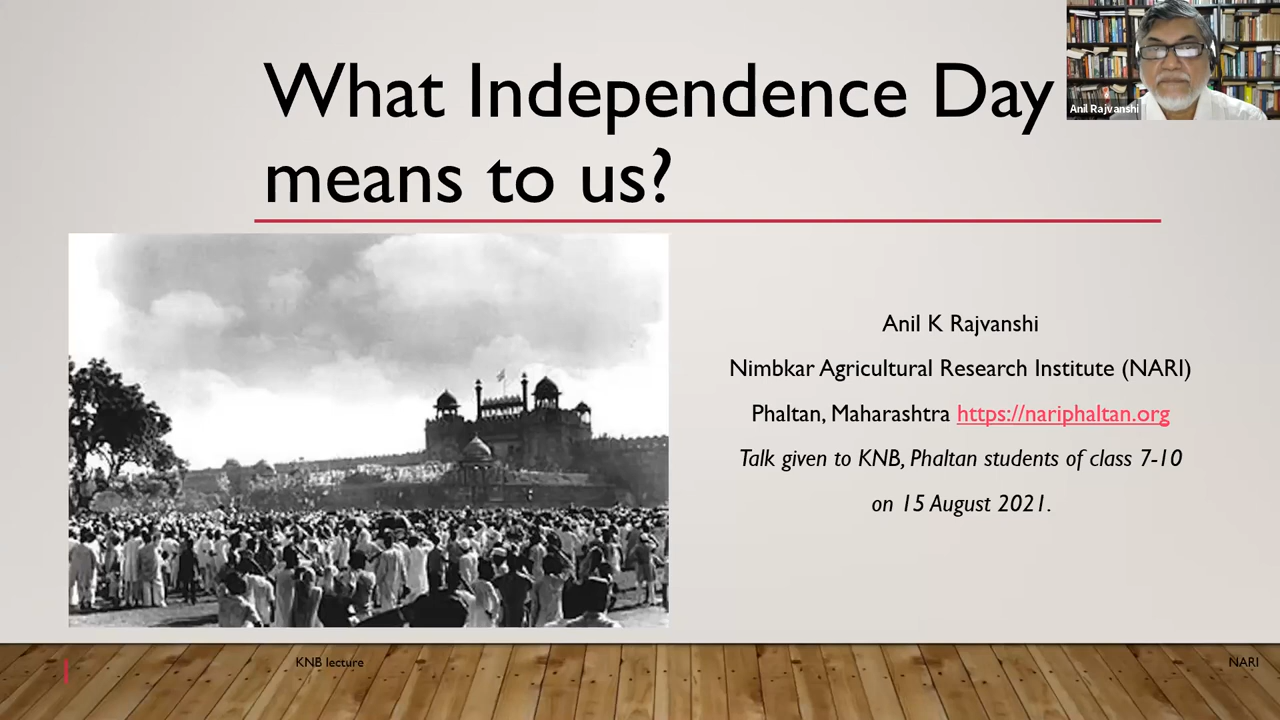 What Independence Day
means to us?
Anil Rajvanshi
Anil K Rajvanshi
Nimbkar Agricultural Research Institute (NARI)
Phaltan, Maharashtra https://nariphaltan.org
Talk given to KNB, Phaltan students of class 7-10
on 15 August 2021.
KNB lecture
NARI